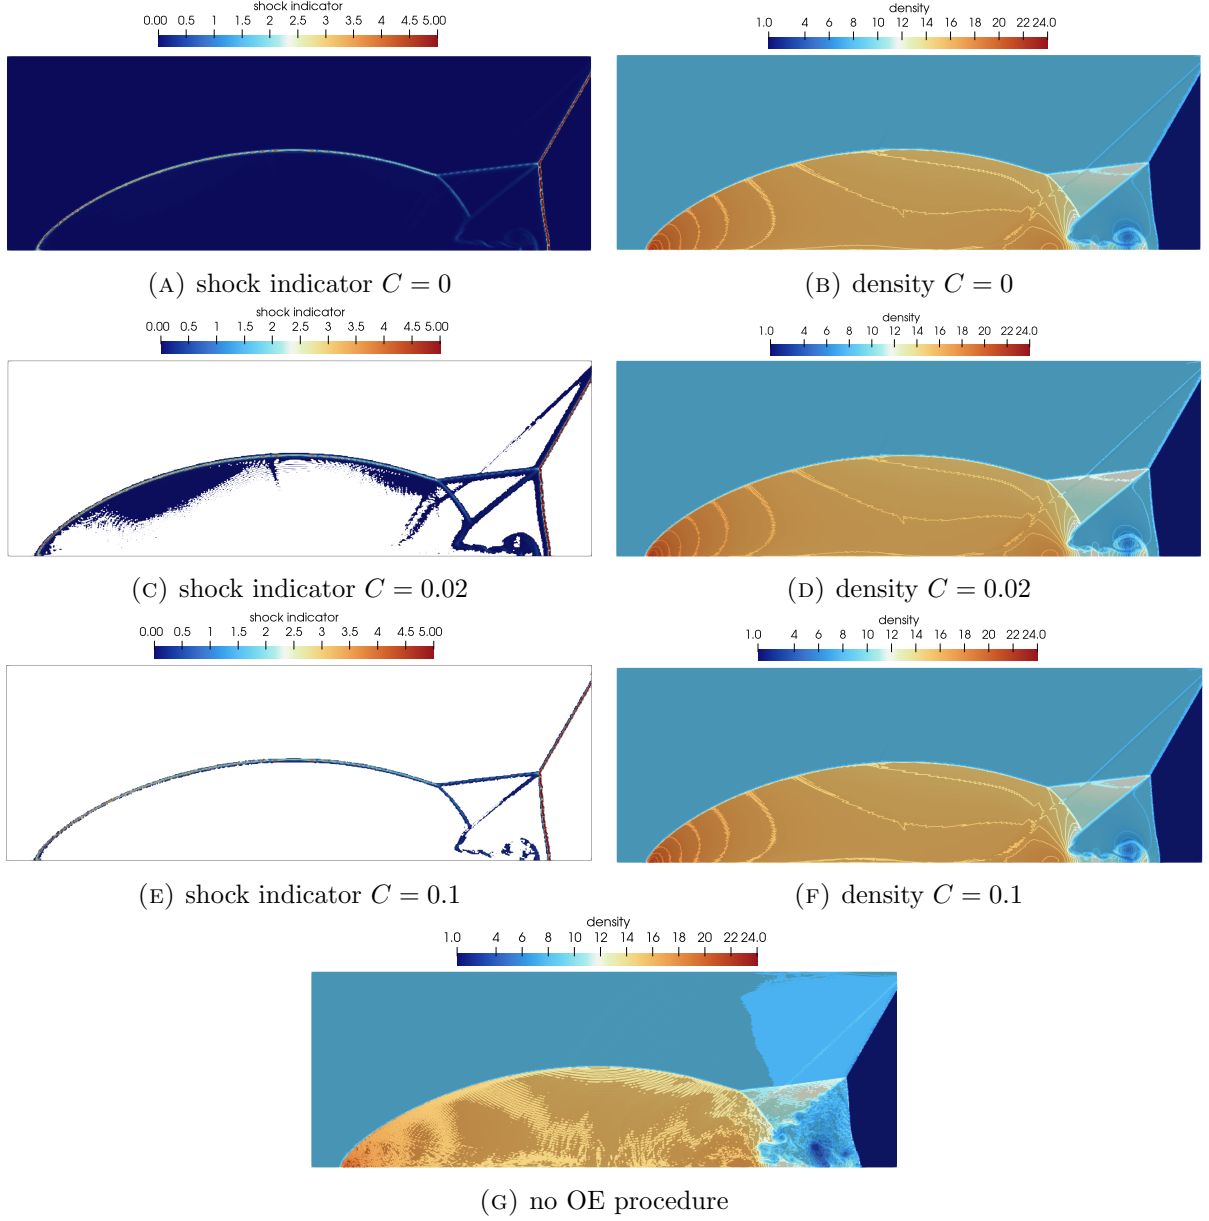 shock indicator
0.00 0.5 1 1.5 2 2.5 3 3.5 4 4.5 5.00
density
1.0 4 6 8 10 12 14 16 18 20 22 24.0
(A) shock indicator C = 0
(B) density C = 0
shock indicator
0.00 0.5 1 1.5 2 2.5 3 3.5 4 4.5 5.00
density
1.0 4 6 8 10 12 14 16 18 20 22 24.0
(C) shock indicator C = 0.02
(D) density C = 0.02
shock indicator
0.00 0.5 1 1.5 2 2.5 3 3.5 4 4.5 5.00
density
1.0 4 6 8 10 12 14 16 18 20 22 24.0
(E) shock indicator C = 0.1
(F) density C = 0.1
density
1.0 4 6 8 10 12 14 16 18 20 22 24.0
(G) no OE procedure